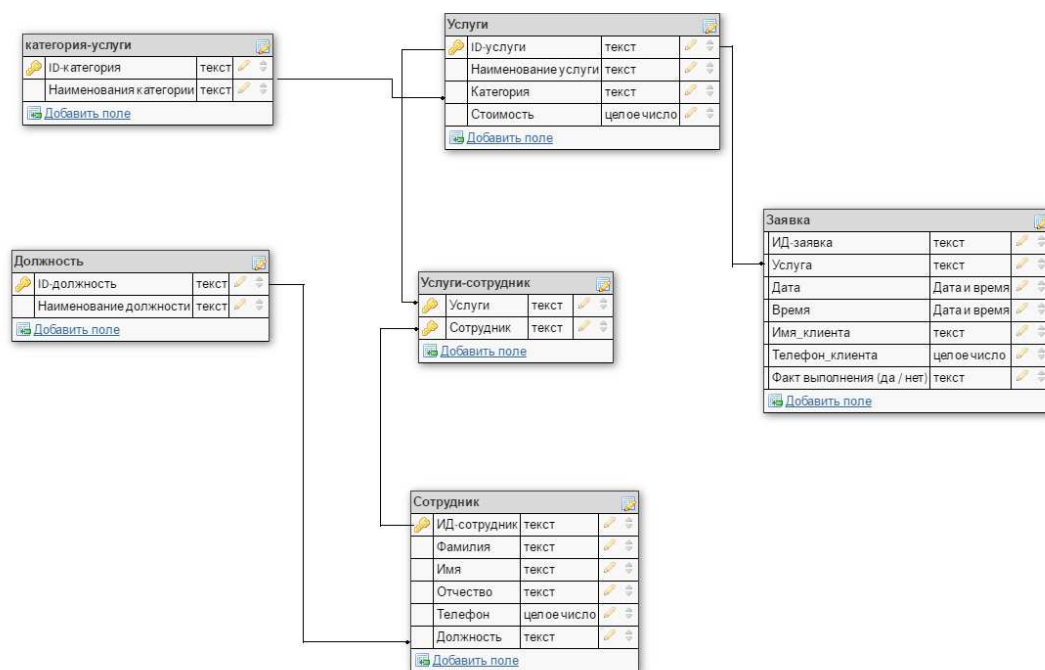 категория-услуги
ID-категория текст
Наименования категории текст
Добавить поле
Услуги
ID-услуги текст
Наименование услуги текст
Категория текст
Стоимость целое число
Добавить поле
Заявка
ИД-заявка текст
Услуга текст
Дата Дата и время
Время Дата и время
Имя_клиента текст
Телефон_клиента целое число
Факт выполнения (да / нет) текст
Добавить поле
Должность
ID-должность текст
Наименование должности текст
Добавить поле
Услуги-сотрудник
Услуги текст
Сотрудник текст
Добавить поле
Сотрудник
ИД-сотрудник текст
Фамилия текст
Имя текст
Отчество текст
Телефон целое число
Должность текст
Добавить поле